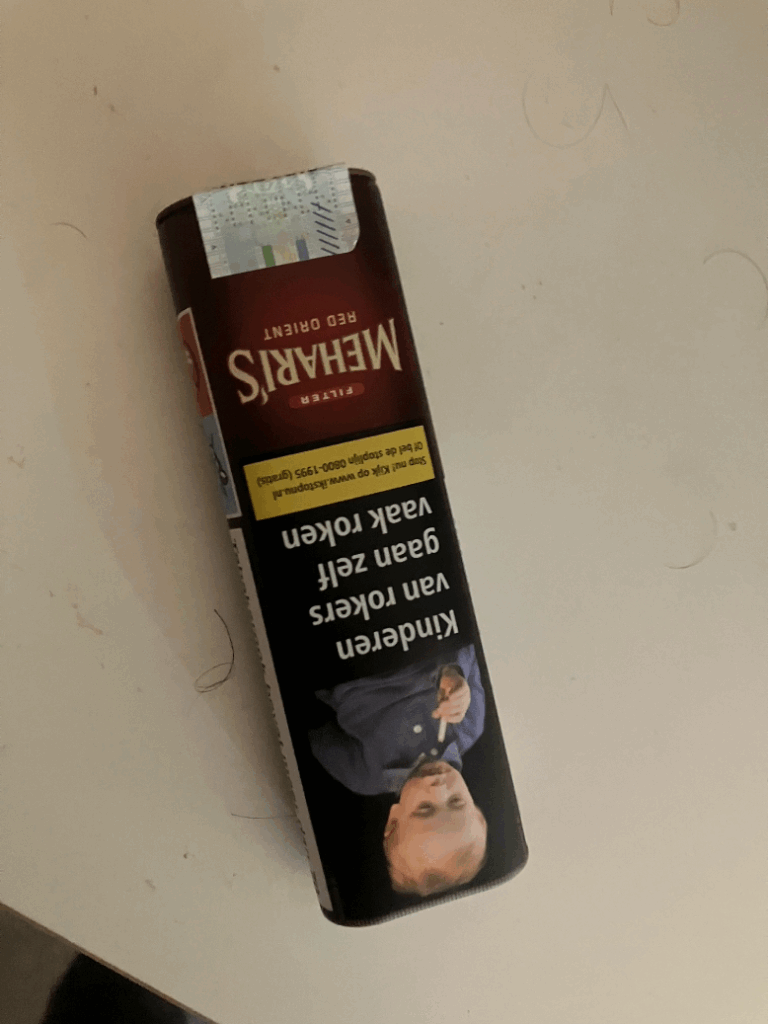 Kinderen
van rokers
gaan zelf
vaak roken
Stop nu! Kijk op www.ikstopnu.nl
Of bel de stoplijn 0800-1995 (gratis)
FILTER
MEHARI'S
RED ORIENT